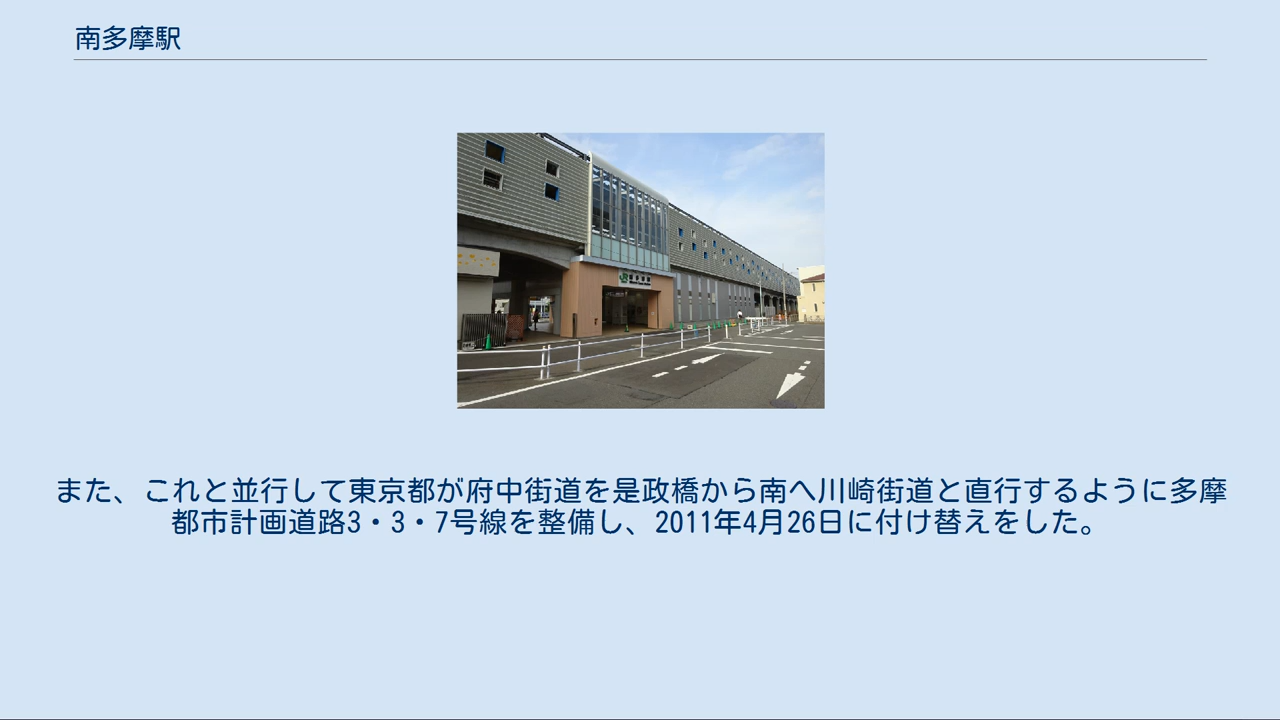 南多摩駅
また、これと並行して東京都が府中街道を是政橋から南へ川崎街道と直行するように多摩
都市計画道路3・3・7号線を整備し、2011年4月26日に付け替えをした。